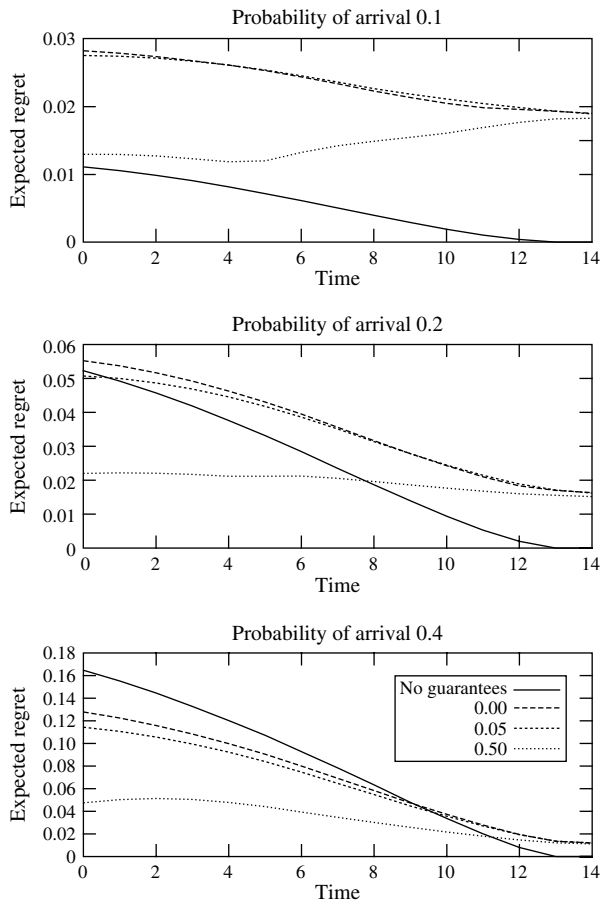 Probability of arrival 0.1
Expected regret
0.03
0.02
0.01
0
0 2 4 6 8 10 12 14
Time
Probability of arrival 0.2
Expected regret
0.06
0.05
0.04
0.03
0.02
0.01
0
0 2 4 6 8 10 12 14
Time
Probability of arrival 0.4
Expected regret
0.18
0.16
0.14
0.12
0.10
0.08
0.06
0.04
0.02
0
No guarantees
0.00
0.05
0.50
0 2 4 6 8 10 12 14
Time